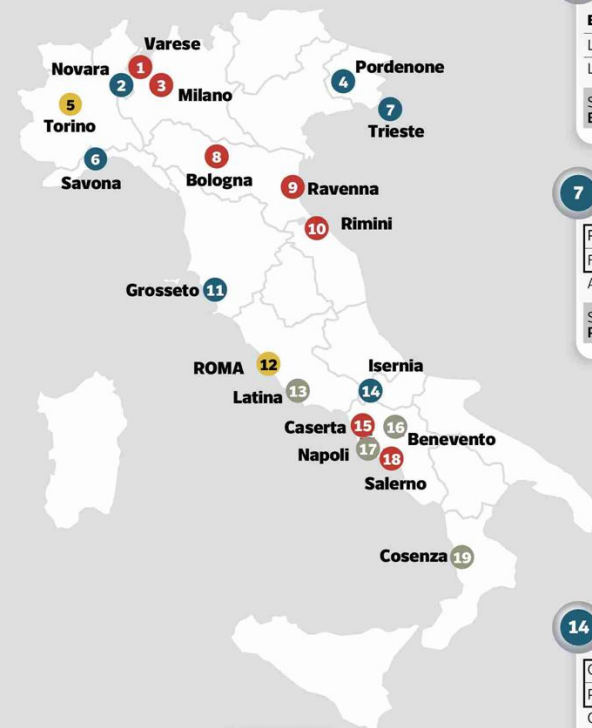 Varese
1
Novara
2
3
Milano
Pordenone
4
7
Trieste
5
Torino
6
Savona
8
Bologna
9
Ravenna
10
Rimini
Grosseto
11
ROMA
12
Latina
13
Isernia
14
Caserta
15
16
Benevento
Napoli
17
18
Salerno
Cosenza
19
7
14